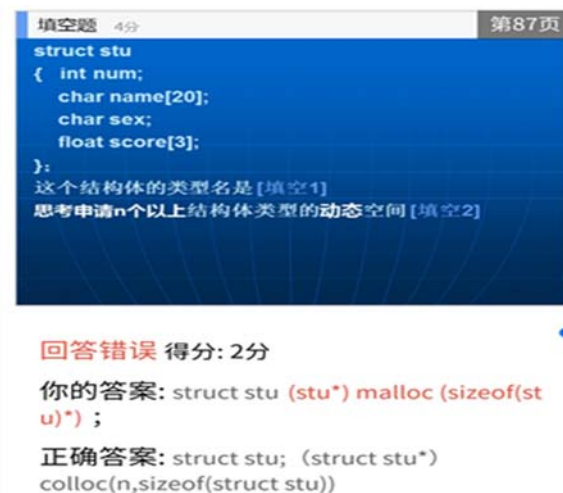 填空题 4分 第87页
struct stu
{ int num;
char name[20];
char sex;
float score[3];
};
这个结构体的类型名是[填空1]
思考申请n个以上结构体类型的动态空间[填空2]
回答错误 得分: 2分
你的答案: struct stu (stu*) malloc (sizeof(st
u)*) ;
正确答案: struct stu; (struct stu*)
colloc(n,sizeof(struct stu))